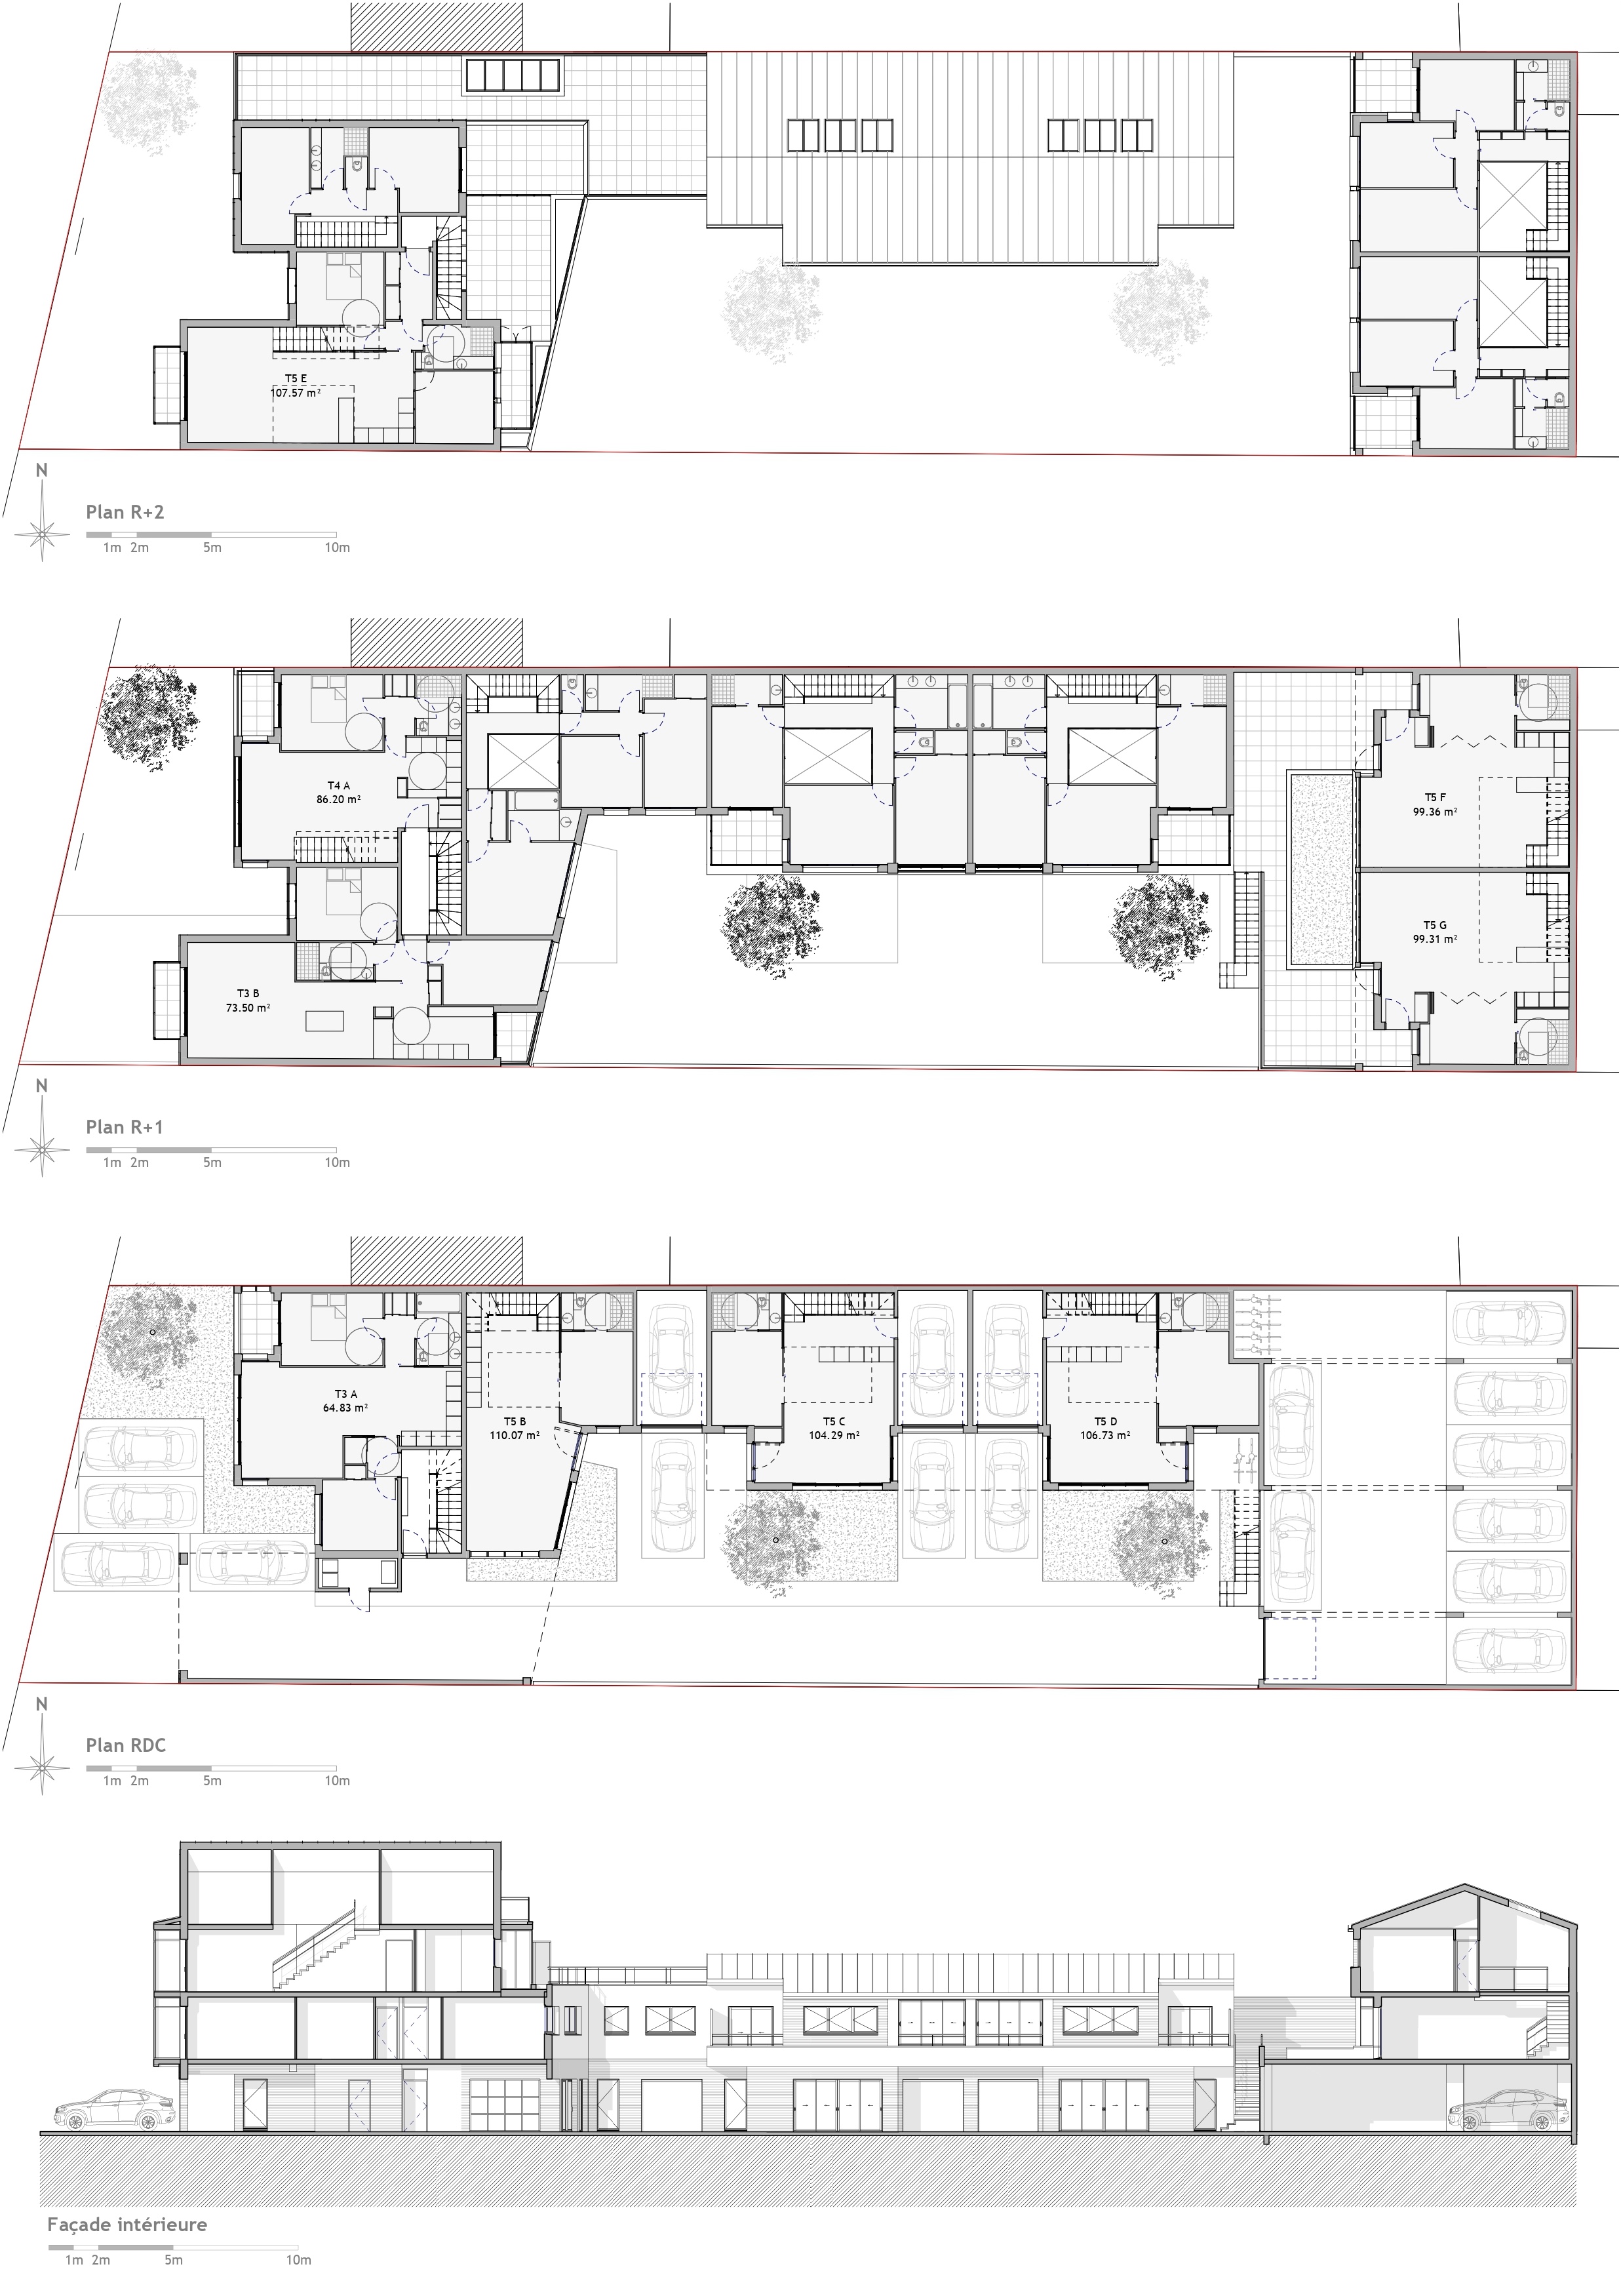 T5 E
107.57 m²
N
Plan R+2
1m 2m 5m 10m
T4 A
86.20 m²
T5 F
99.36 m²
T5 G
99.31 m²
T3 B
73.50 m²
N
Plan R+1
1m 2m 5m 10m
T3 A
64.83 m²
T5 B
110.07 m²
T5 C
104.29 m²
T5 D
106.73 m²
N
Plan RDC
1m 2m 5m 10m
Façade intérieure
1m 2m 5m 10m